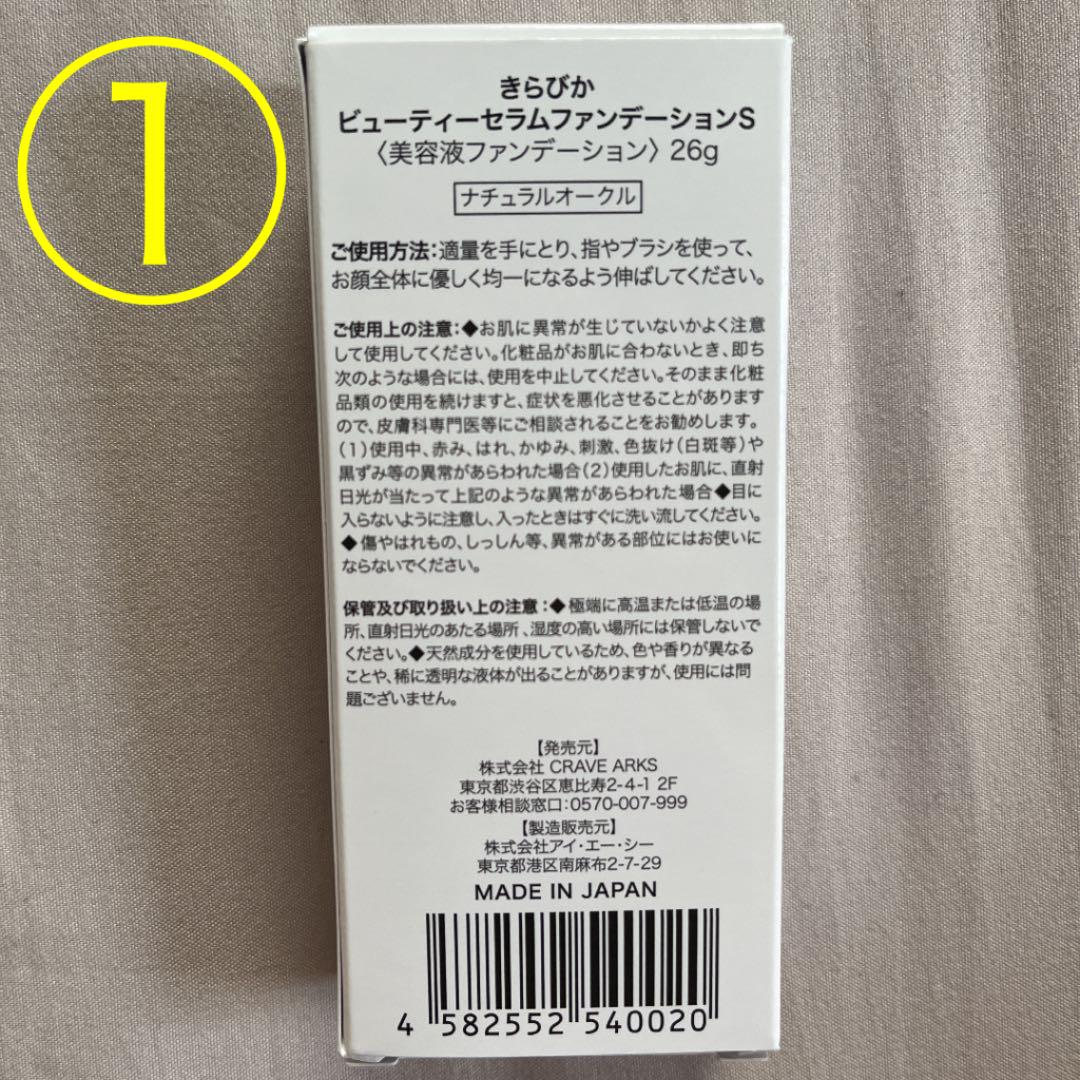 ①
きらびか
ビューティーセラムファンデーションS
〈美容液ファンデーション〉26g
ナチュラルオークル
ご使用方法:適量を手にとり、指やブラシを使って、
お顔全体に優しく均一になるよう伸ばしてください。
ご使用上の注意:◆お肌に異常が生じていないかよく注意
して使用してください。化粧品がお肌に合わないとき、即ち
次のような場合には、使用を中止してください。そのまま化粧
品類の使用を続けますと、症状を悪化させることがあります
ので、皮膚科専門医等にご相談されることをお勧めします。
(1)使用中、赤み、はれ、かゆみ、刺激、色抜け(白斑等)や
黒ずみ等の異常があらわれた場合(2)使用したお肌に、直射
日光が当たって上記のような異常があらわれた場合◆目に
入らないように注意し、入ったときはすぐに洗い流してください。
◆傷やはれもの、しっしん等、異常がある部位にはお使いに
ならないでください。
保管及び取り扱い上の注意:◆極端に高温または低温の場
所、直射日光のあたる場所、湿度の高い場所には保管しないで
ください。◆天然成分を使用しているため、色や香りが異なる
ことや、稀に透明な液体が出ることがありますが、使用には問
題ございません。
【発売元】
株式会社 CRAVE ARKS
東京都渋谷区恵比寿2-4-1 2F
お客様相談窓口:0570-007-999
【製造販売元】
株式会社アイ・エー・シー
東京都港区南麻布2-7-29
MADE IN JAPAN
4 582552 540020